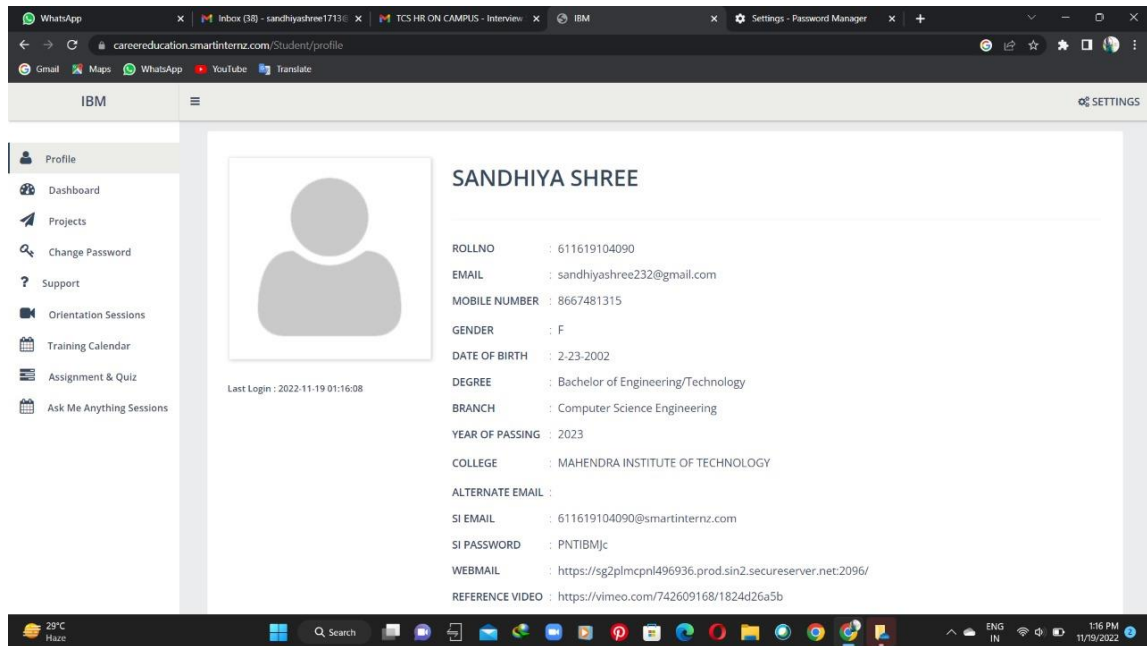 WhatsApp Inbox (38) - sandhiyashree1713@ TCS HR ON CAMPUS - Interview IBM Settings - Password Manager
careereducation.smartinternz.com/Student/profile
Gmail Maps WhatsApp YouTube Translate
IBM SETTINGS
Profile
Dashboard
Projects
Change Password
Support
Orientation Sessions
Training Calendar
Assignment & Quiz
Ask Me Anything Sessions
Last Login : 2022-11-19 01:16:08
SANDHIYA SHREE
ROLLNO : 611619104090
EMAIL : sandhiyashree232@gmail.com
MOBILE NUMBER : 8667481315
GENDER : F
DATE OF BIRTH : 2-23-2002
DEGREE : Bachelor of Engineering/Technology
BRANCH : Computer Science Engineering
YEAR OF PASSING : 2023
COLLEGE : MAHENDRA INSTITUTE OF TECHNOLOGY
ALTERNATE EMAIL :
SI EMAIL : 611619104090@smartinternz.com
SI PASSWORD : PNTIBMJc
WEBMAIL : https://sg2plmcpnl496936.prod.sin2.secureserver.net:2096/
REFERENCE VIDEO : https://vimeo.com/742609168/1824d26a5b
29°C
Haze
Search
ENG
IN
1:16 PM
11/19/2022
2